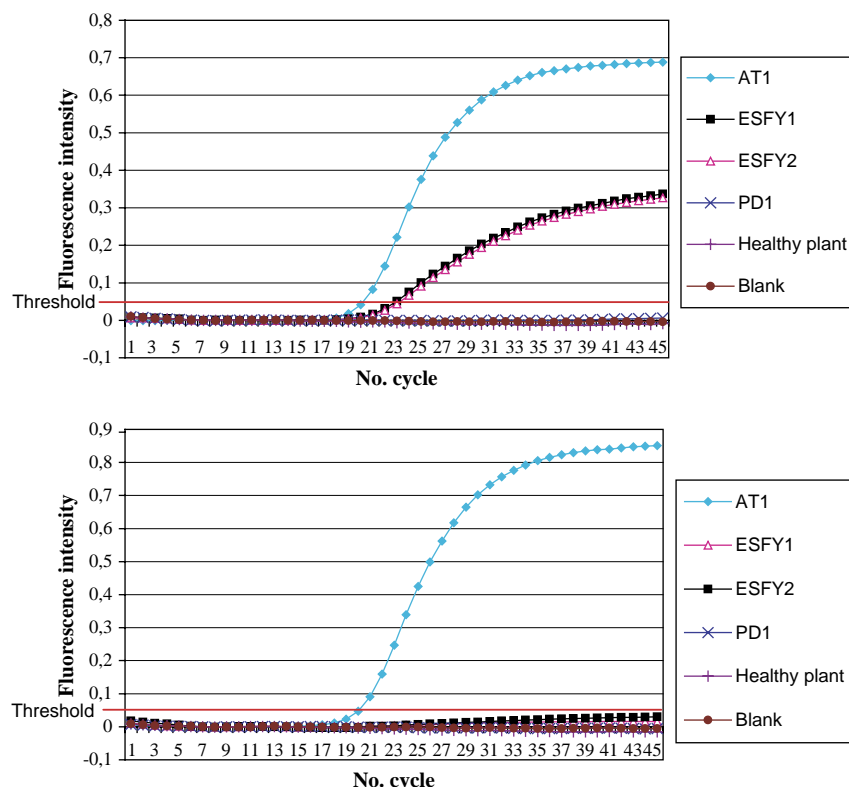 0,8
0,7
0,6
0,5
0,4
0,3
0,2
0,1
0
-0,1
Fluorescence intensity
Threshold
1 3 5 7 9 11 13 15 17 19 21 23 25 27 29 31 33 35 37 39 41 43 45
No. cycle
AT1
ESFY1
ESFY2
PD1
Healthy plant
Blank
0,9
0,8
0,7
0,6
0,5
0,4
0,3
0,2
0,1
0
-0,1
Fluorescence intensity
Threshold
1 3 5 7 9 11 13 15 17 19 21 23 25 27 29 31 33 35 37 39 41 43 45
No. cycle
AT1
ESFY1
ESFY2
PD1
Healthy plant
Blank